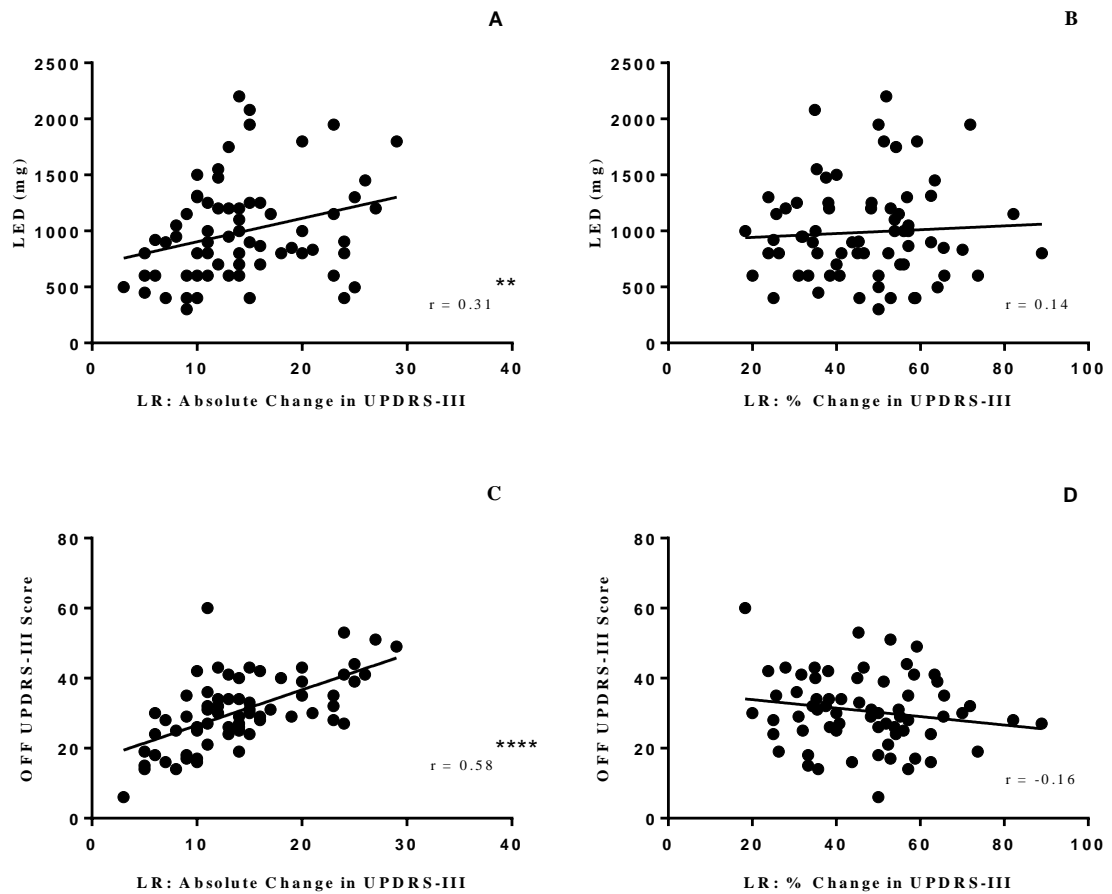 A
LED (mg)
2500
2000
1500
1000
500
0
0 10 20 30 40
**
r = 0.31
LR: Absolute Change in UPDRS-III
B
LED (mg)
2500
2000
1500
1000
500
0
0 20 40 60 80 100
r = 0.14
LR: % Change in UPDRS-III
C
OFF UPDRS-III Score
80
60
40
20
0
0 10 20 30 40
****
r = 0.58
LR: Absolute Change in UPDRS-III
D
OFF UPDRS-III Score
80
60
40
20
0
0 20 40 60 80 100
r = -0.16
LR: % Change in UPDRS-III